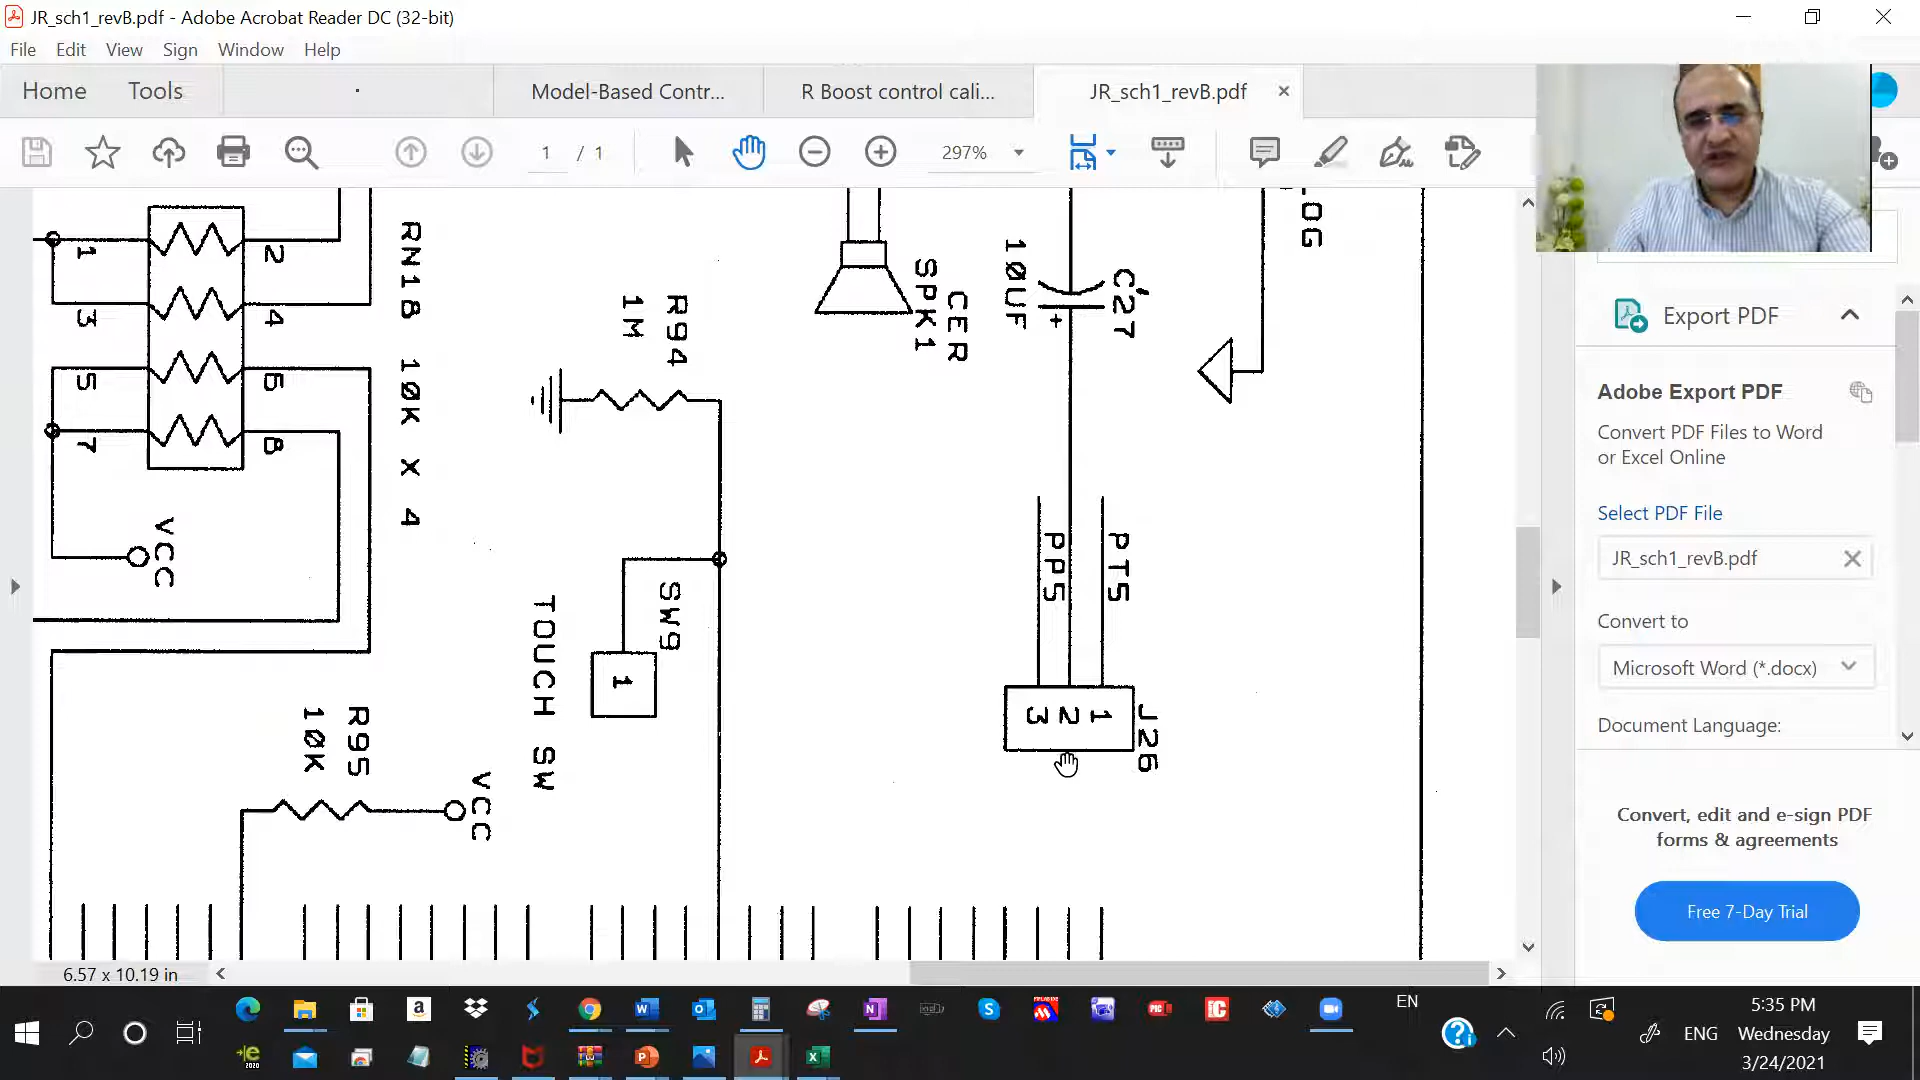 JR_sch1_revB.pdf - Adobe Acrobat Reader DC (32-bit)
File Edit View Sign Window Help
Home Tools Model-Based Contr... R Boost control cali... JR_sch1_revB.pdf
1 / 1 297%
RN18 10K X 4
1 2
3 4
5 6
7 8
VCC
R94
1M
CER
SPK1
C27
10UF
+
SW9
TOUCH SW
1
PT5
PP5
J26
3 2 1
R95
10K
VCC
6.57 x 10.19 in
Export PDF
Adobe Export PDF
Convert PDF Files to Word
or Excel Online
Select PDF File
JR_sch1_revB.pdf
Convert to
Microsoft Word (*.docx)
Document Language:
Convert, edit and e-sign PDF
forms & agreements
Free 7-Day Trial
EN
ENG
5:35 PM
Wednesday
3/24/2021